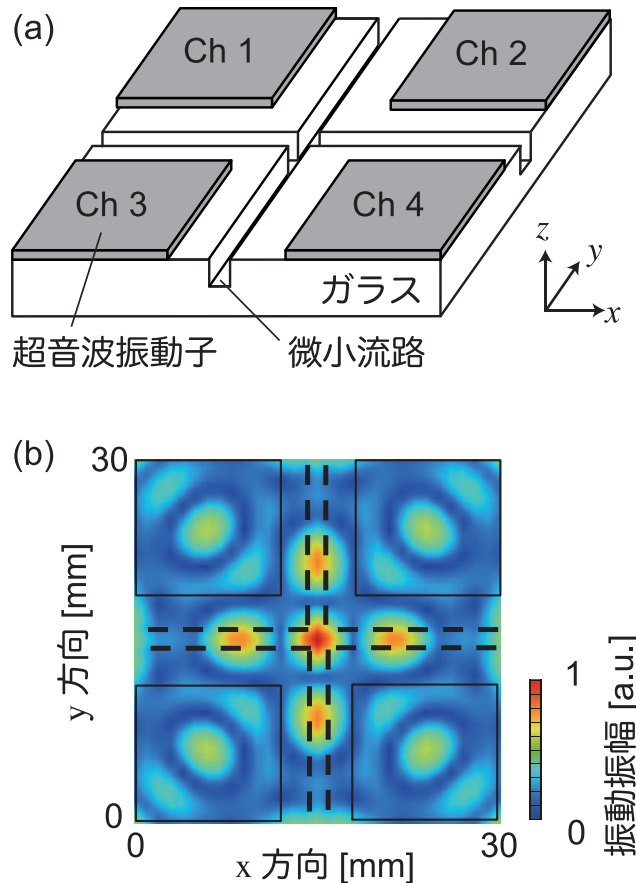 (a)
Ch 1
Ch 2
Ch 3
Ch 4
ガラス
z
y
x
超音波振動子
微小流路
(b)
30
y 方向 [mm]
0
0
x 方向 [mm]
30
1
0
振動振幅 [a.u.]